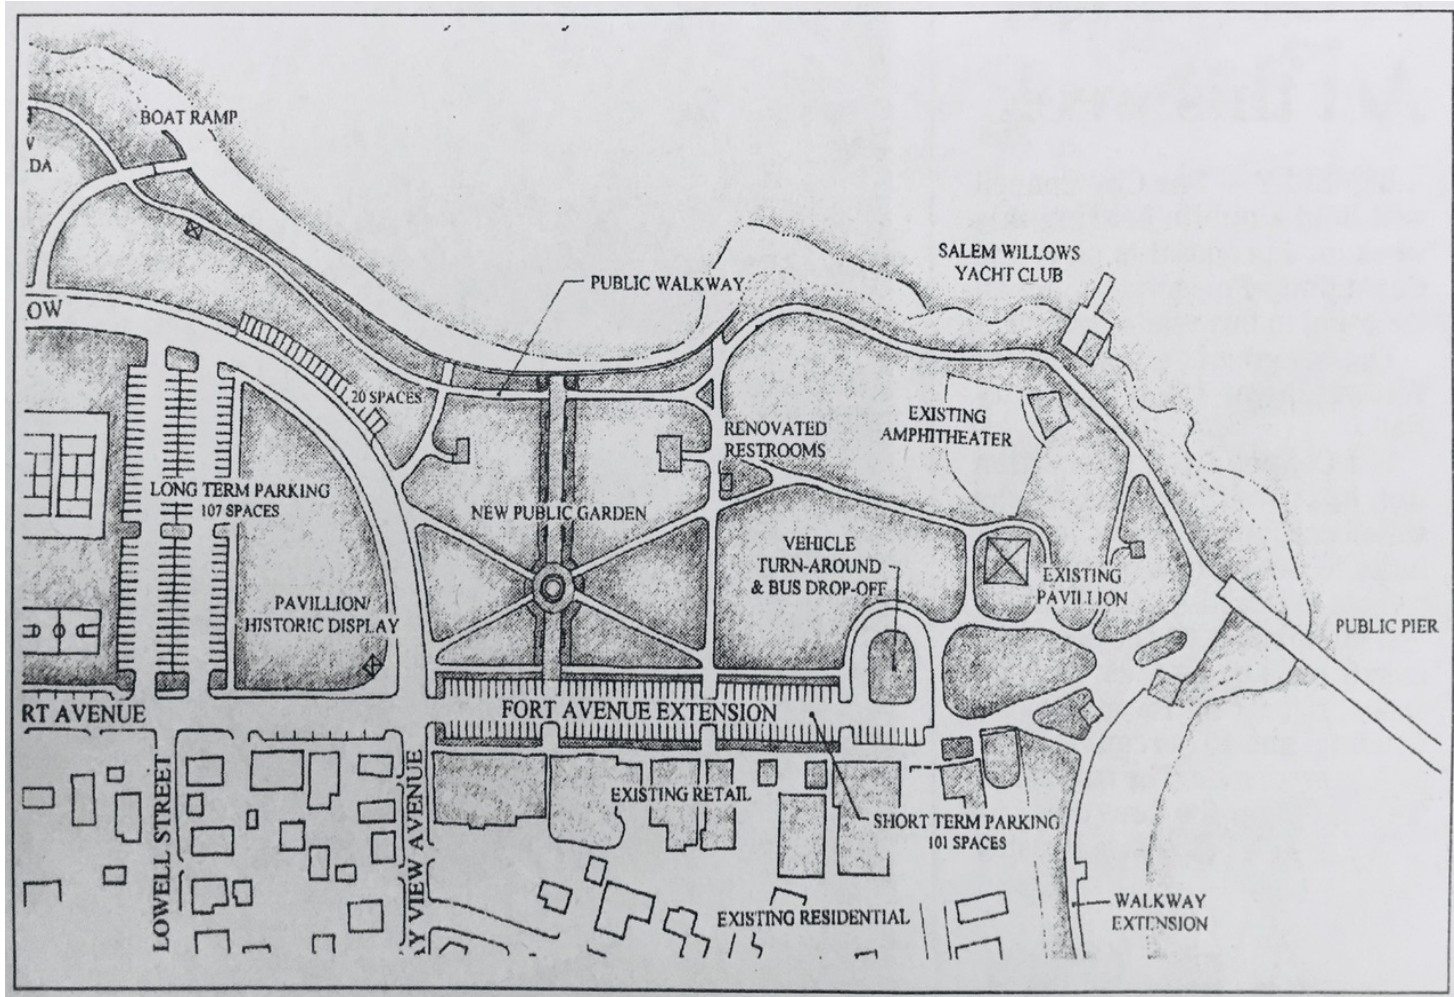 BOAT RAMP
DA
SALEM WILLOWS
YACHT CLUB
PUBLIC WALKWAY
OW
20 SPACES
EXISTING
AMPHITHEATER
RENOVATED
RESTROOMS
LONG TERM PARKING
107 SPACES
NEW PUBLIC GARDEN
VEHICLE
TURN-AROUND
& BUS DROP-OFF
EXISTING
PAVILLION
PAVILLION/
HISTORIC DISPLAY
PUBLIC PIER
RT AVENUE
FORT AVENUE EXTENSION
LOWELL STREET
AY VIEW AVENUE
EXISTING RETAIL
SHORT TERM PARKING
101 SPACES
EXISTING RESIDENTIAL
WALKWAY
EXTENSION